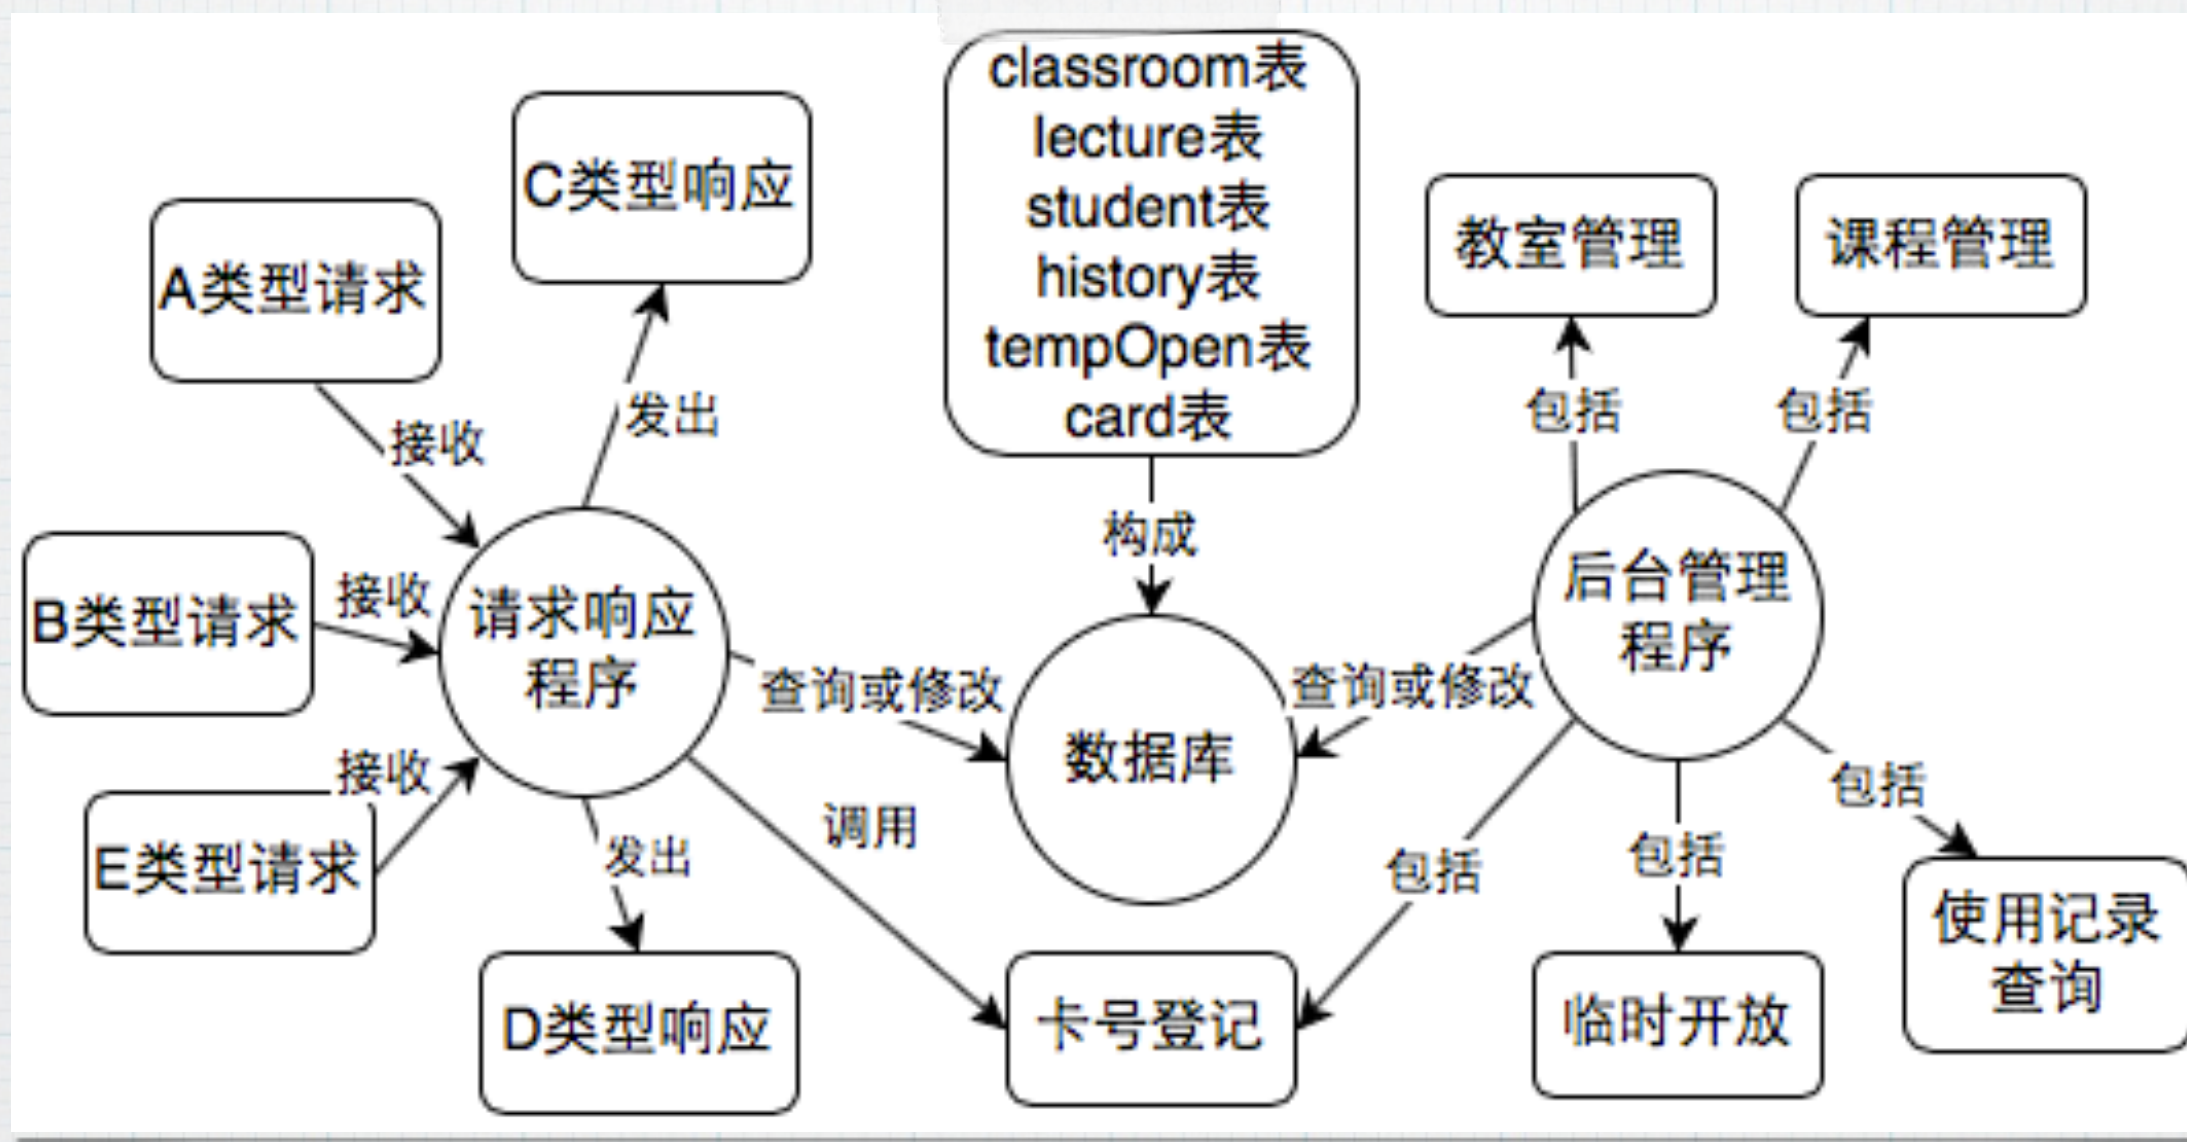 classroom表
lecture表
student表
history表
tempOpen表
card表
C类型响应
A类型请求
教室管理
课程管理
发出
接收
包括
包括
构成
B类型请求
接收
请求响应
程序
后台管理
程序
查询或修改
数据库
查询或修改
接收
E类型请求
发出
调用
包括
包括
包括
D类型响应
卡号登记
临时开放
使用记录
查询